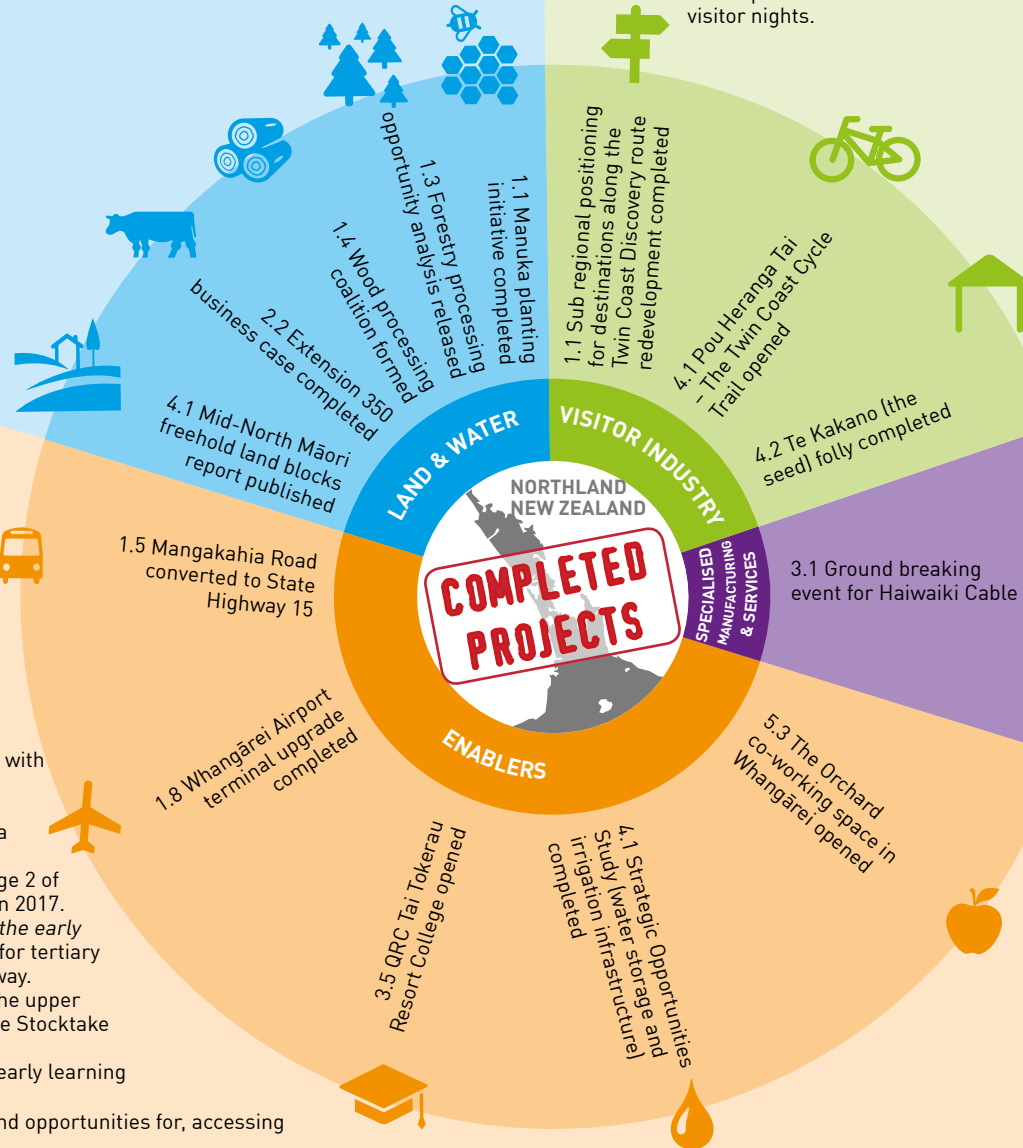 visitor nights.
1.1 Manuka planting
initiative completed
1.3 Forestry processing
opportunity analysis released
1.4 Wood processing
coalition formed
2.2 Extension 350
business case completed
4.1 Mid-North Māori
freehold land blocks
report published
1.1 Sub regional positioning
for destinations along the
Twin Coast Discovery route
redevelopment completed
4.1 Pou Heranga Tai
- The Twin Coast Cycle
Trail opened
4.2 Te Kakano (the
seed) folly completed
LAND & WATER
VISITOR INDUSTRY
NORTHLAND
NEW ZEALAND
COMPLETED
PROJECTS
SPECIALISED
MANUFACTURING
& SERVICES
ENABLERS
3.1 Ground breaking
event for Haiwaiki Cable
1.5 Mangakahia Road
converted to State
Highway 15
1.8 Whangārei Airport
terminal upgrade
completed
3.5 QRC Tai Tokerau
Resort College opened
4.1 Strategic Opportunities
Study (water storage and
irrigation infrastructure)
completed
5.3 The Orchard
co-working space in
Whangārei opened
with
a
ge 2 of
n 2017.
the early
for tertiary
way.
he upper
e Stocktake
early learning
nd opportunities for, accessing